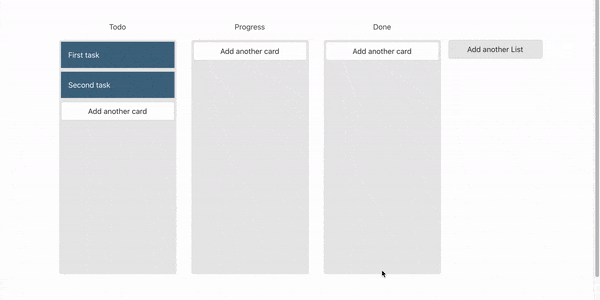 Todo
Progress
Done
First task
Second task
Add another card
Add another card
Add another card
Add another List